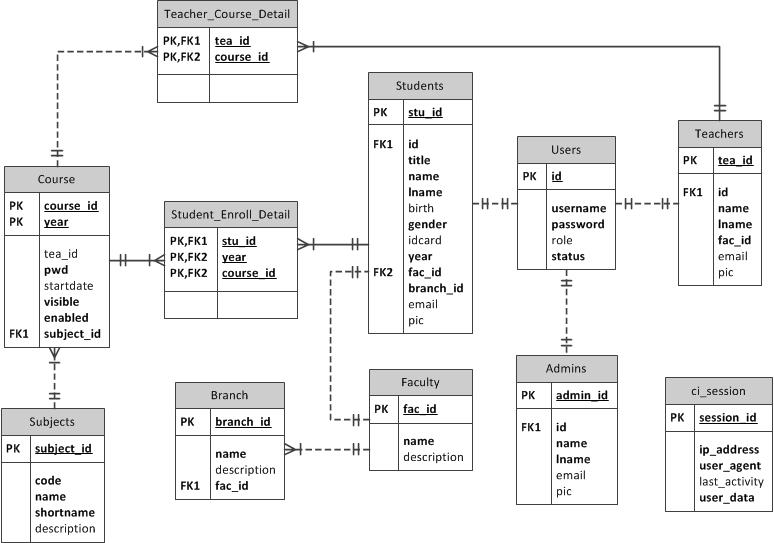 Teacher_Course_Detail
PK,FK1 tea_id
PK,FK2 course_id
Students
PK stu_id
FK1 id
title
name
lname
birth
gender
idcard
year
FK2 fac_id
branch_id
email
pic
Users
PK id
username
password
role
status
Teachers
PK tea_id
FK1 id
name
lname
fac_id
email
pic
Course
PK course_id
PK year
tea_id
pwd
startdate
visible
enabled
FK1 subject_id
Student_Enroll_Detail
PK,FK1 stu_id
PK,FK2 year
PK,FK2 course_id
Subjects
PK subject_id
code
name
shortname
description
Branch
PK branch_id
name
description
FK1 fac_id
Faculty
PK fac_id
name
description
Admins
PK admin_id
FK1 id
name
lname
email
pic
ci_session
PK session_id
ip_address
user_agent
last_activity
user_data